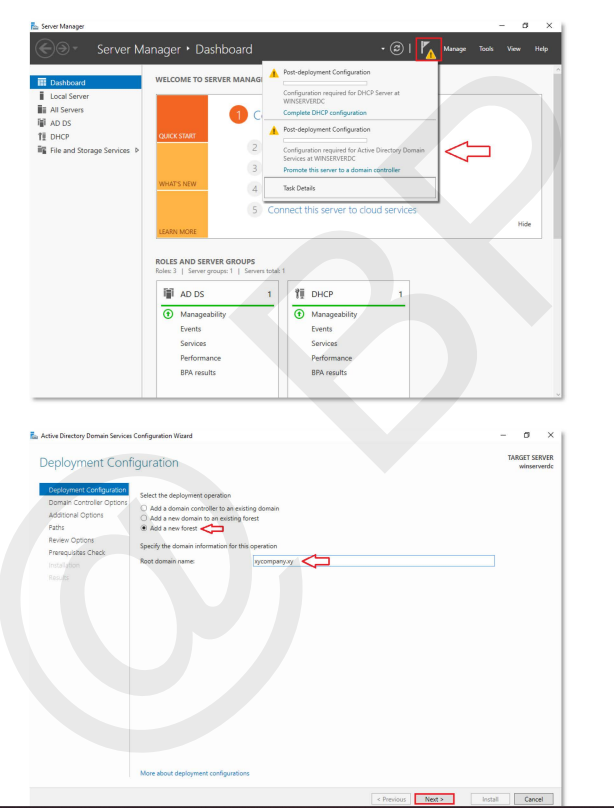 Server Manager
Server Manager • Dashboard
Manage Tools View Help
Dashboard
Local Server
All Servers
AD DS
DHCP
File and Storage Services
WELCOME TO SERVER MANAG
QUICK START
WHAT'S NEW
LEARN MORE
1 C
2
3
4
5 Connect this server to cloud services
Hide
Post-deployment Configuration
Configuration required for DHCP Server at
WINSERVERDC
Complete DHCP configuration
Post-deployment Configuration
Configuration required for Active Directory Domain
Services at WINSERVERDC
Promote this server to a domain controller
Task Details
ROLES AND SERVER GROUPS
Roles: 3 | Server groups: 1 | Servers total: 1
AD DS 1
Manageability
Events
Services
Performance
BPA results
DHCP 1
Manageability
Events
Services
Performance
BPA results
Active Directory Domain Services Configuration Wizard
Deployment Configuration
TARGET SERVER
winserverdc
Deployment Configuration
Domain Controller Options
Additional Options
Paths
Review Options
Prerequisites Check
Installation
Results
Select the deployment operation
Add a domain controller to an existing domain
Add a new domain to an existing forest
Add a new forest
Specify the domain information for this operation
Root domain name: xycompany.xy
More about deployment configurations
< Previous Next > Install Cancel
@BP